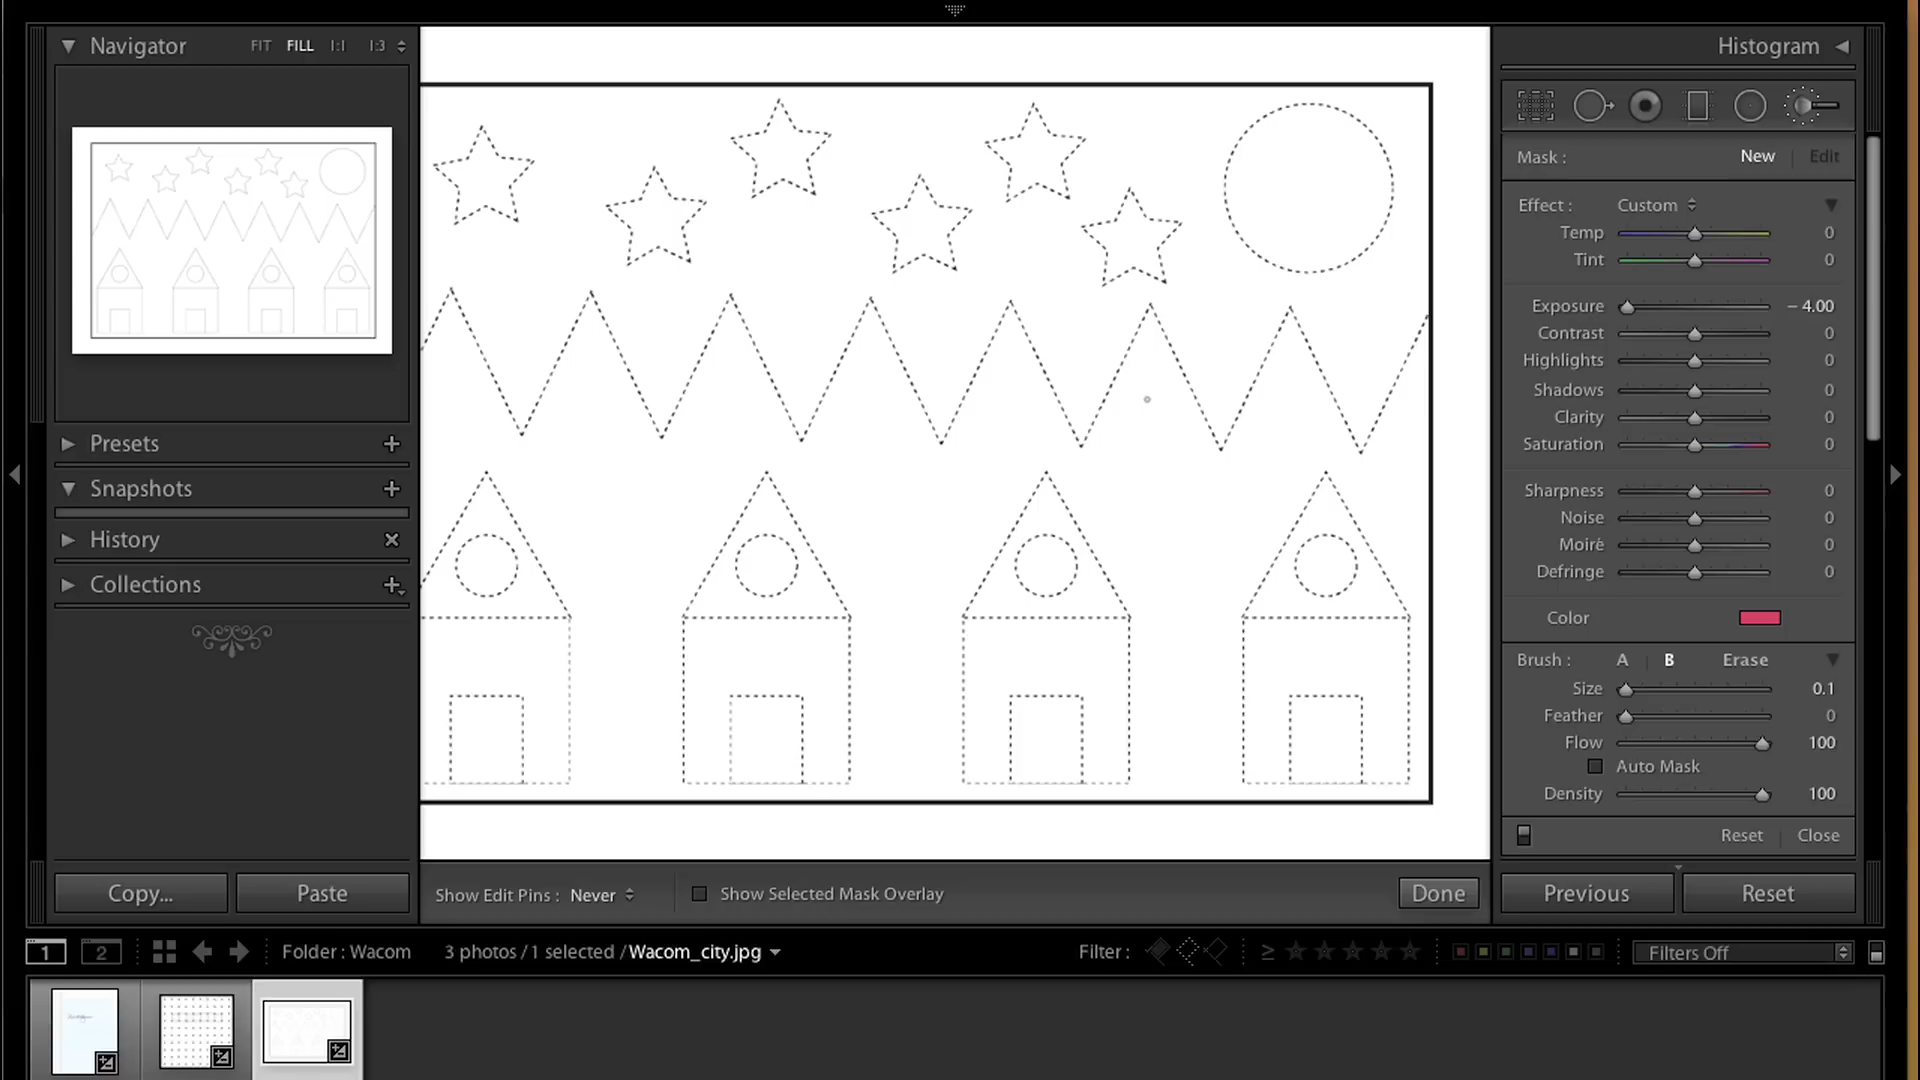 Navigator FIT FILL 1:1 1:3
Histogram
Mask : New Edit
Effect : Custom
Temp 0
Tint 0
Exposure – 4.00
Contrast 0
Highlights 0
Shadows 0
Clarity 0
Saturation 0
Sharpness 0
Noise 0
Moiré 0
Defringe 0
Color
Brush : A B Erase
Size 0.1
Feather 0
Flow 100
Auto Mask
Density 100
Reset Close
Presets
Snapshots
History
Collections
Copy... Paste
Show Edit Pins : Never Show Selected Mask Overlay Done
Previous Reset
1 2 Folder : Wacom 3 photos / 1 selected / Wacom_city.jpg Filter : ≥ Filters Off